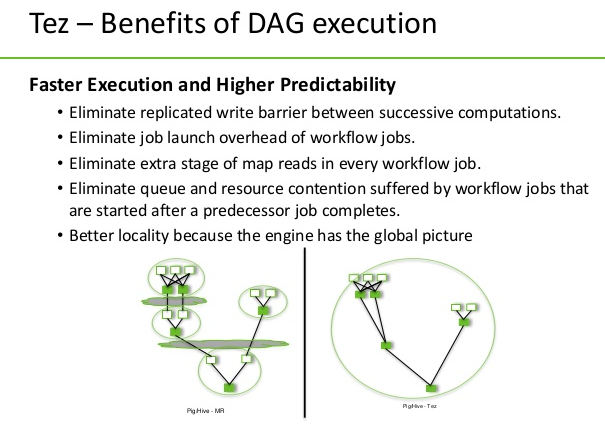 Tez – Benefits of DAG execution
Faster Execution and Higher Predictability
• Eliminate replicated write barrier between successive computations.
• Eliminate job launch overhead of workflow jobs.
• Eliminate extra stage of map reads in every workflow job.
• Eliminate queue and resource contention suffered by workflow jobs that
are started after a predecessor job completes.
• Better locality because the engine has the global picture
Pig/Hive - MR
Pig/Hive - Tez